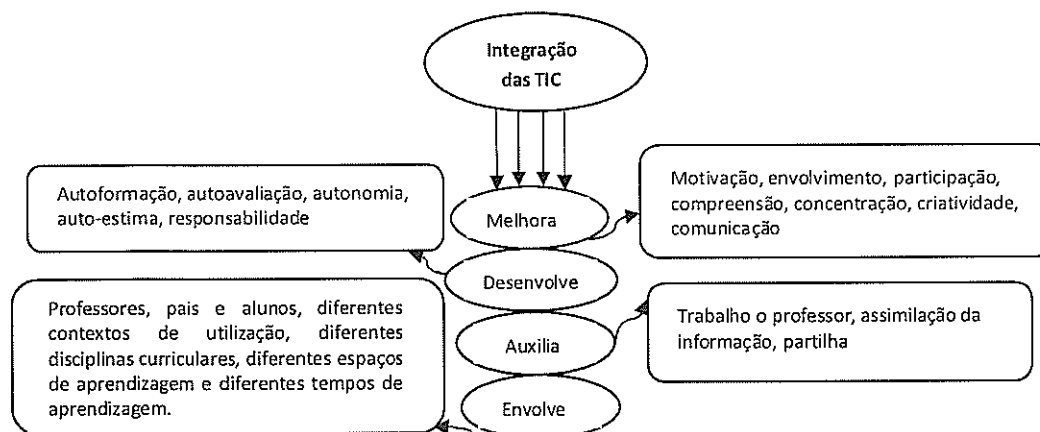 Integração
das TIC
Autoformação, autoavaliação, autonomia,
auto-estima, responsabilidade
Melhora
Motivação, envolvimento, participação,
compreensão, concentração, criatividade,
comunicação
Desenvolve
Professores, pais e alunos, diferentes
contextos de utilização, diferentes
disciplinas curriculares, diferentes espaços
de aprendizagem e diferentes tempos de
aprendizagem.
Auxilia
Trabalho o professor, assimilação da
informação, partilha
Envolve